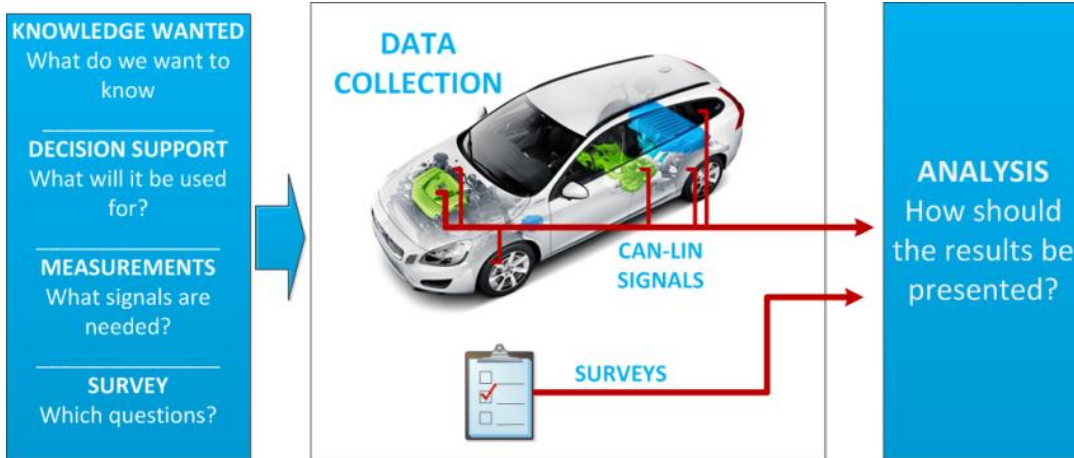 KNOWLEDGE WANTED
What do we want to
know
DECISION SUPPORT
What will it be used
for?
MEASUREMENTS
What signals are
needed?
SURVEY
Which questions?
DATA
COLLECTION
CAN-LIN
SIGNALS
SURVEYS
ANALYSIS
How should
the results be
presented?